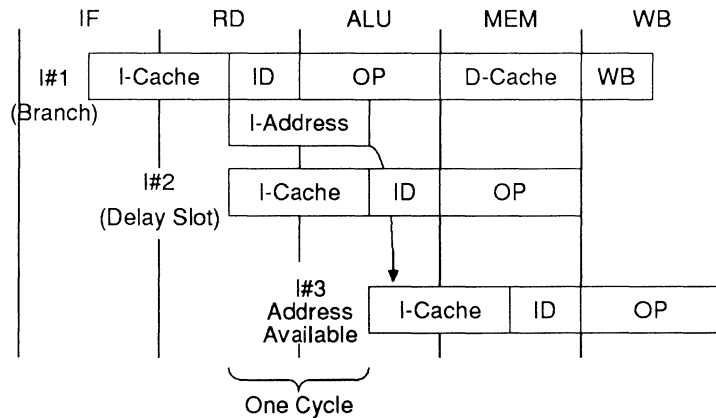 IF RD ALU MEM WB
I#1
(Branch)
I-Cache ID OP D-Cache WB
I-Address
I#2
(Delay Slot)
I-Cache ID OP
I#3
Address
Available
I-Cache ID OP
One Cycle